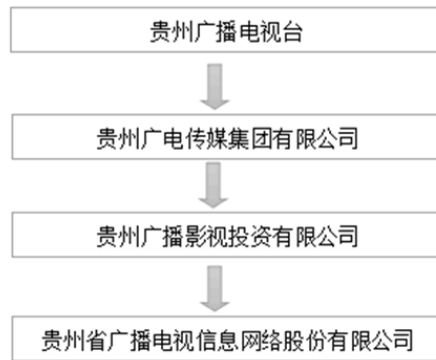 贵州广播电视台
贵州广电传媒集团有限公司
贵州广播影视投资有限公司
贵州省广播电视信息网络股份有限公司